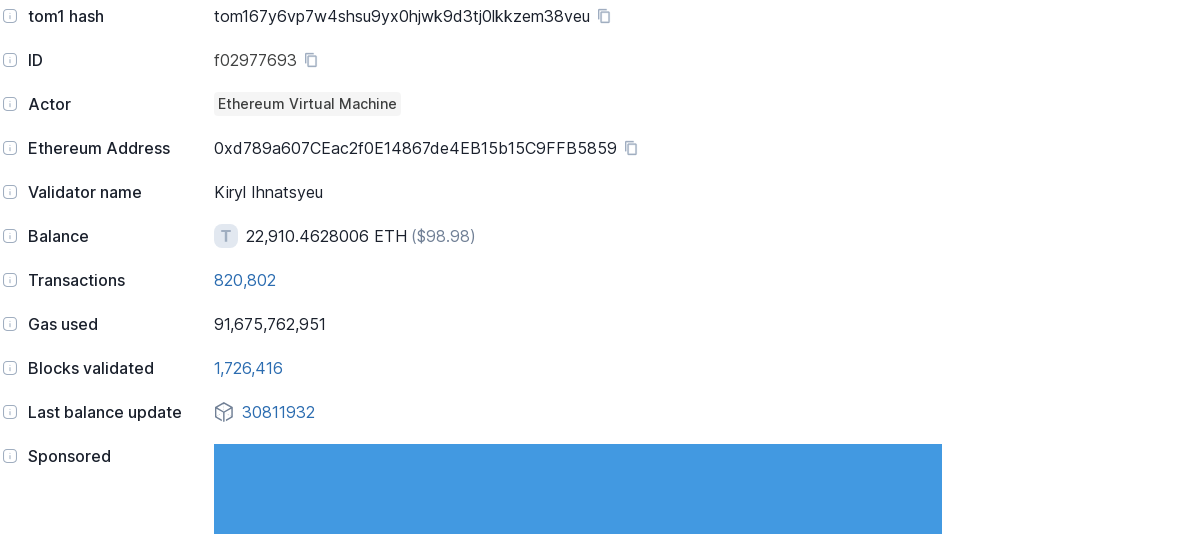 tom1 hash tom167y6vp7w4shsu9yx0hjwk9d3tj0lkkzem38veu
ID f02977693
Actor Ethereum Virtual Machine
Ethereum Address 0xd789a607CEac2f0E14867de4EB15b15C9FFB5859
Validator name Kiryl Ihnatsyeu
Balance T 22,910.4628006 ETH ($98.98)
Transactions 820,802
Gas used 91,675,762,951
Blocks validated 1,726,416
Last balance update 30811932
Sponsored